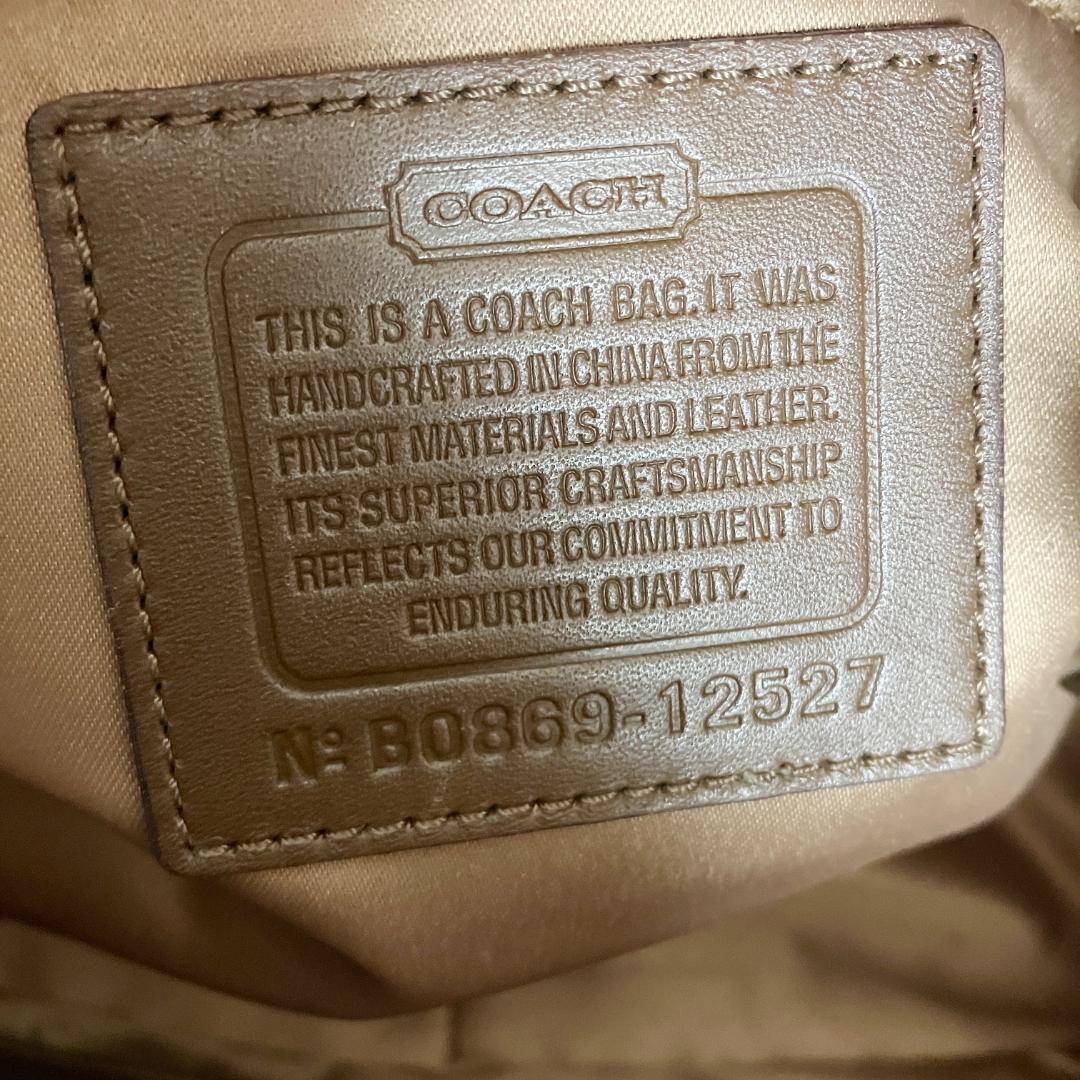 COACH
THIS IS A COACH BAG. IT WAS
HANDCRAFTED IN CHINA FROM THE
FINEST MATERIALS AND LEATHER.
ITS SUPERIOR CRAFTSMANSHIP
REFLECTS OUR COMMITMENT TO
ENDURING QUALITY.
Nº B0869-12527